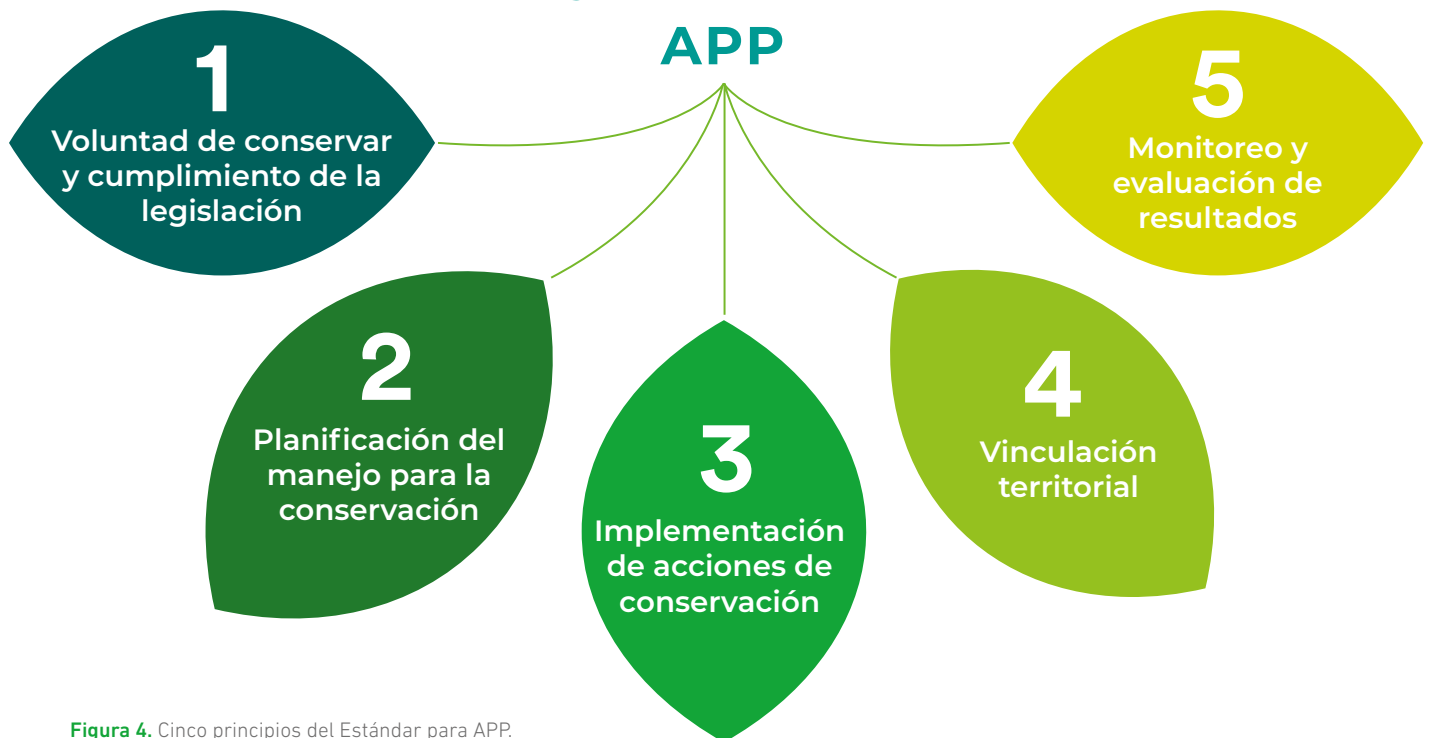 APP
1
Voluntad de conservar
y cumplimiento de la
legislación
2
Planificación del
manejo para la
conservación
3
Implementación
de acciones de
conservación
4
Vinculación
territorial
5
Monitoreo y
evaluación de
resultados
Figura 4. Cinco principios del Estándar para APP.